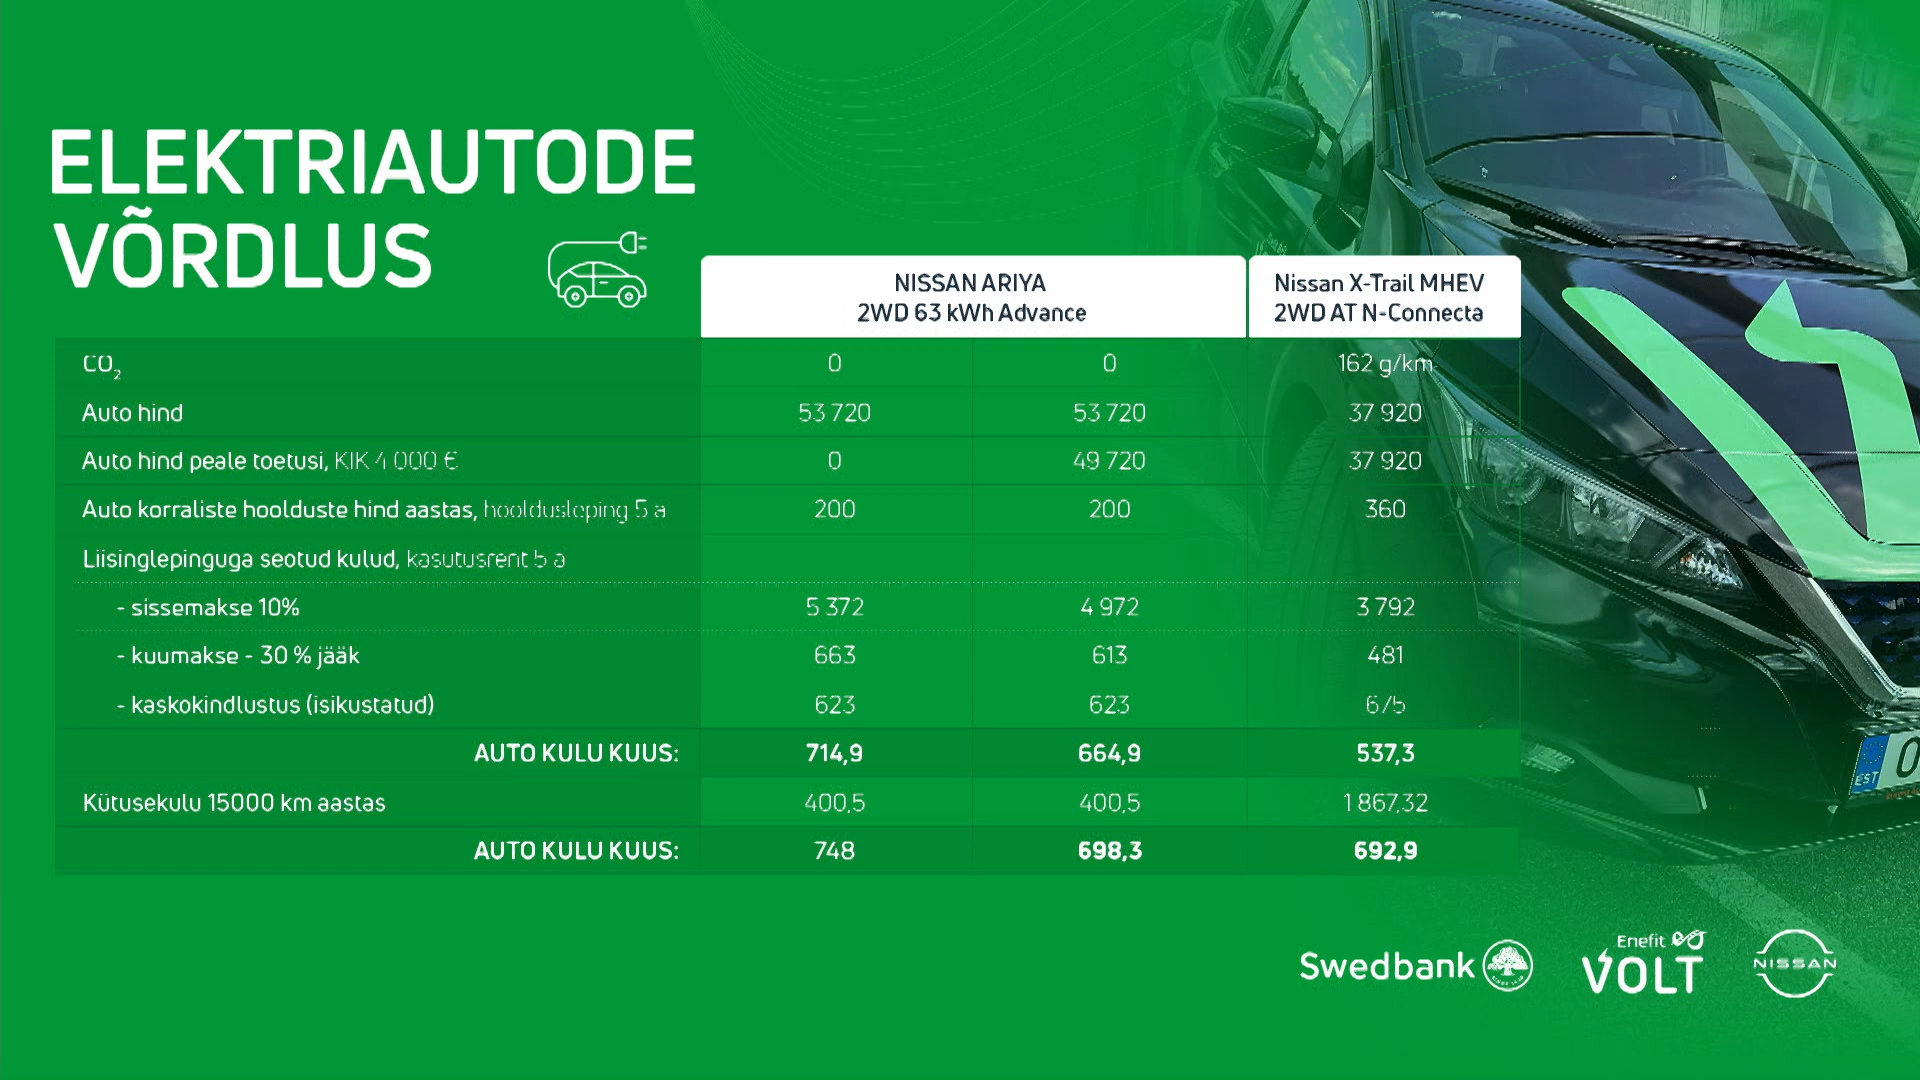 ELEKTRIAUTODE
VÕRDLUS
NISSAN ARIYA
2WD 63 kWh Advance
Nissan X-Trail MHEV
2WD AT N-Connecta
CO₂ 0 0 162 g/km
Auto hind 53 720 53 720 37 920
Auto hind peale toetusi, KIK 4 000 € 0 49 720 37 920
Auto korraliste hoolduste hind aastas, hooldusleping 5 a 200 200 360
Liisinglepinguga seotud kulud, kasutusrent 5 a
- sissemakse 10% 5 372 4 972 3 792
- kuumakse - 30 % jääk 663 613 481
- kaskokindlustus (isikustatud) 623 623 675
AUTO KULU KUUS: 714,9 664,9 537,3
Kütusekulu 15000 km aastas 400,5 400,5 1 867,32
AUTO KULU KUUS: 748 698,3 692,9
EST 0
Swedbank
Enefit
VOLT
NISSAN